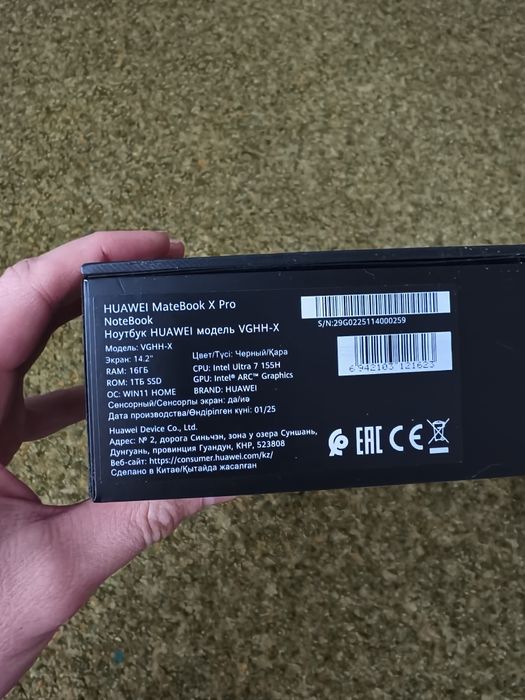 HUAWEI MateBook X Pro
NoteBook
Ноутбук HUAWEI модель VGHH-X
Модель: VGHH-X
Экран: 14.2"
Цвет/Түсі: Черный/Қара
RAM: 16ГБ
CPU: Intel Ultra 7 155H
ROM: 1ТБ SSD
GPU: Intel® ARC™ Graphics
ОС: WIN11 HOME
BRAND: HUAWEI
Сенсорный/Сенсорлы экран: да/иә
Дата производства/Өндірілген күні: 01/25
Huawei Device Co., Ltd.
Адрес: № 2, дорога Синьчэн, зона у озера Суншань,
Дунгуань, провинция Гуандун, КНР, 523808
Веб-сайт: https://consumer.huawei.com/kz/
Сделано в Китае/Қытайда жасалған
S/N:29G0225114000259
6 942103 121623
EAC CE